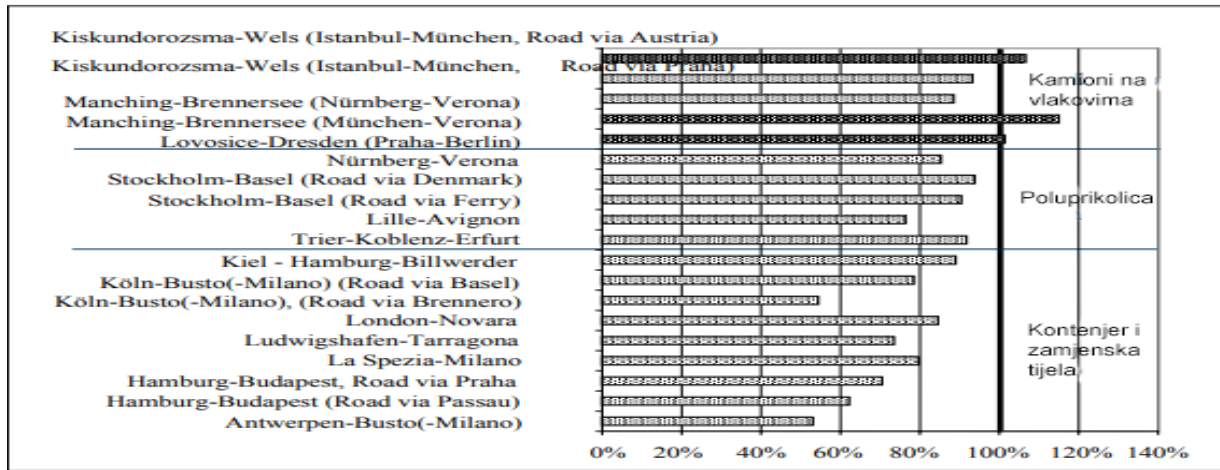 Kiskundorozsma-Wels (Istanbul-München, Road via Austria)
Kiskundorozsma-Wels (Istanbul-München, Road via Praha)
Manching-Brennersee (Nürnberg-Verona)
Manching-Brennersee (München-Verona)
Lovosice-Dresden (Praha-Berlin)
Kamioni na
vlakovima
Nürnberg-Verona
Stockholm-Basel (Road via Denmark)
Stockholm-Basel (Road via Ferry)
Lille-Avignon
Trier-Koblenz-Erfurt
Poluprikolica
Kiel - Hamburg-Billwerder
Köln-Busto(-Milano) (Road via Basel)
Köln-Busto(-Milano), (Road via Brennero)
London-Novara
Ludwigshafen-Tarragona
La Spezia-Milano
Hamburg-Budapest, Road via Praha
Hamburg-Budapest (Road via Passau)
Antwerpen-Busto(-Milano)
Kontenjer i
zamjenska
tijela
0% 20% 40% 60% 80% 100% 120% 140%